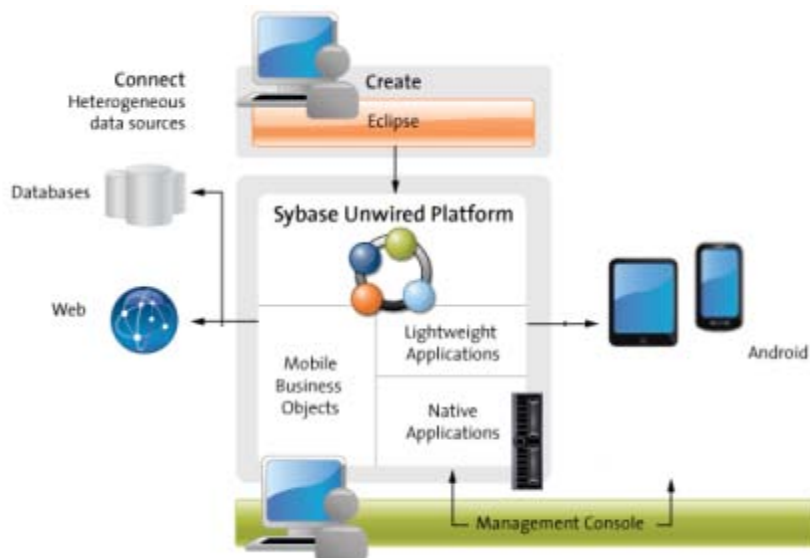 Connect
Heterogeneous
data sources
Create
Eclipse
Databases
Sybase Unwired Platform
Web
Lightweight
Applications
Mobile
Business
Objects
Native
Applications
Android
Management Console